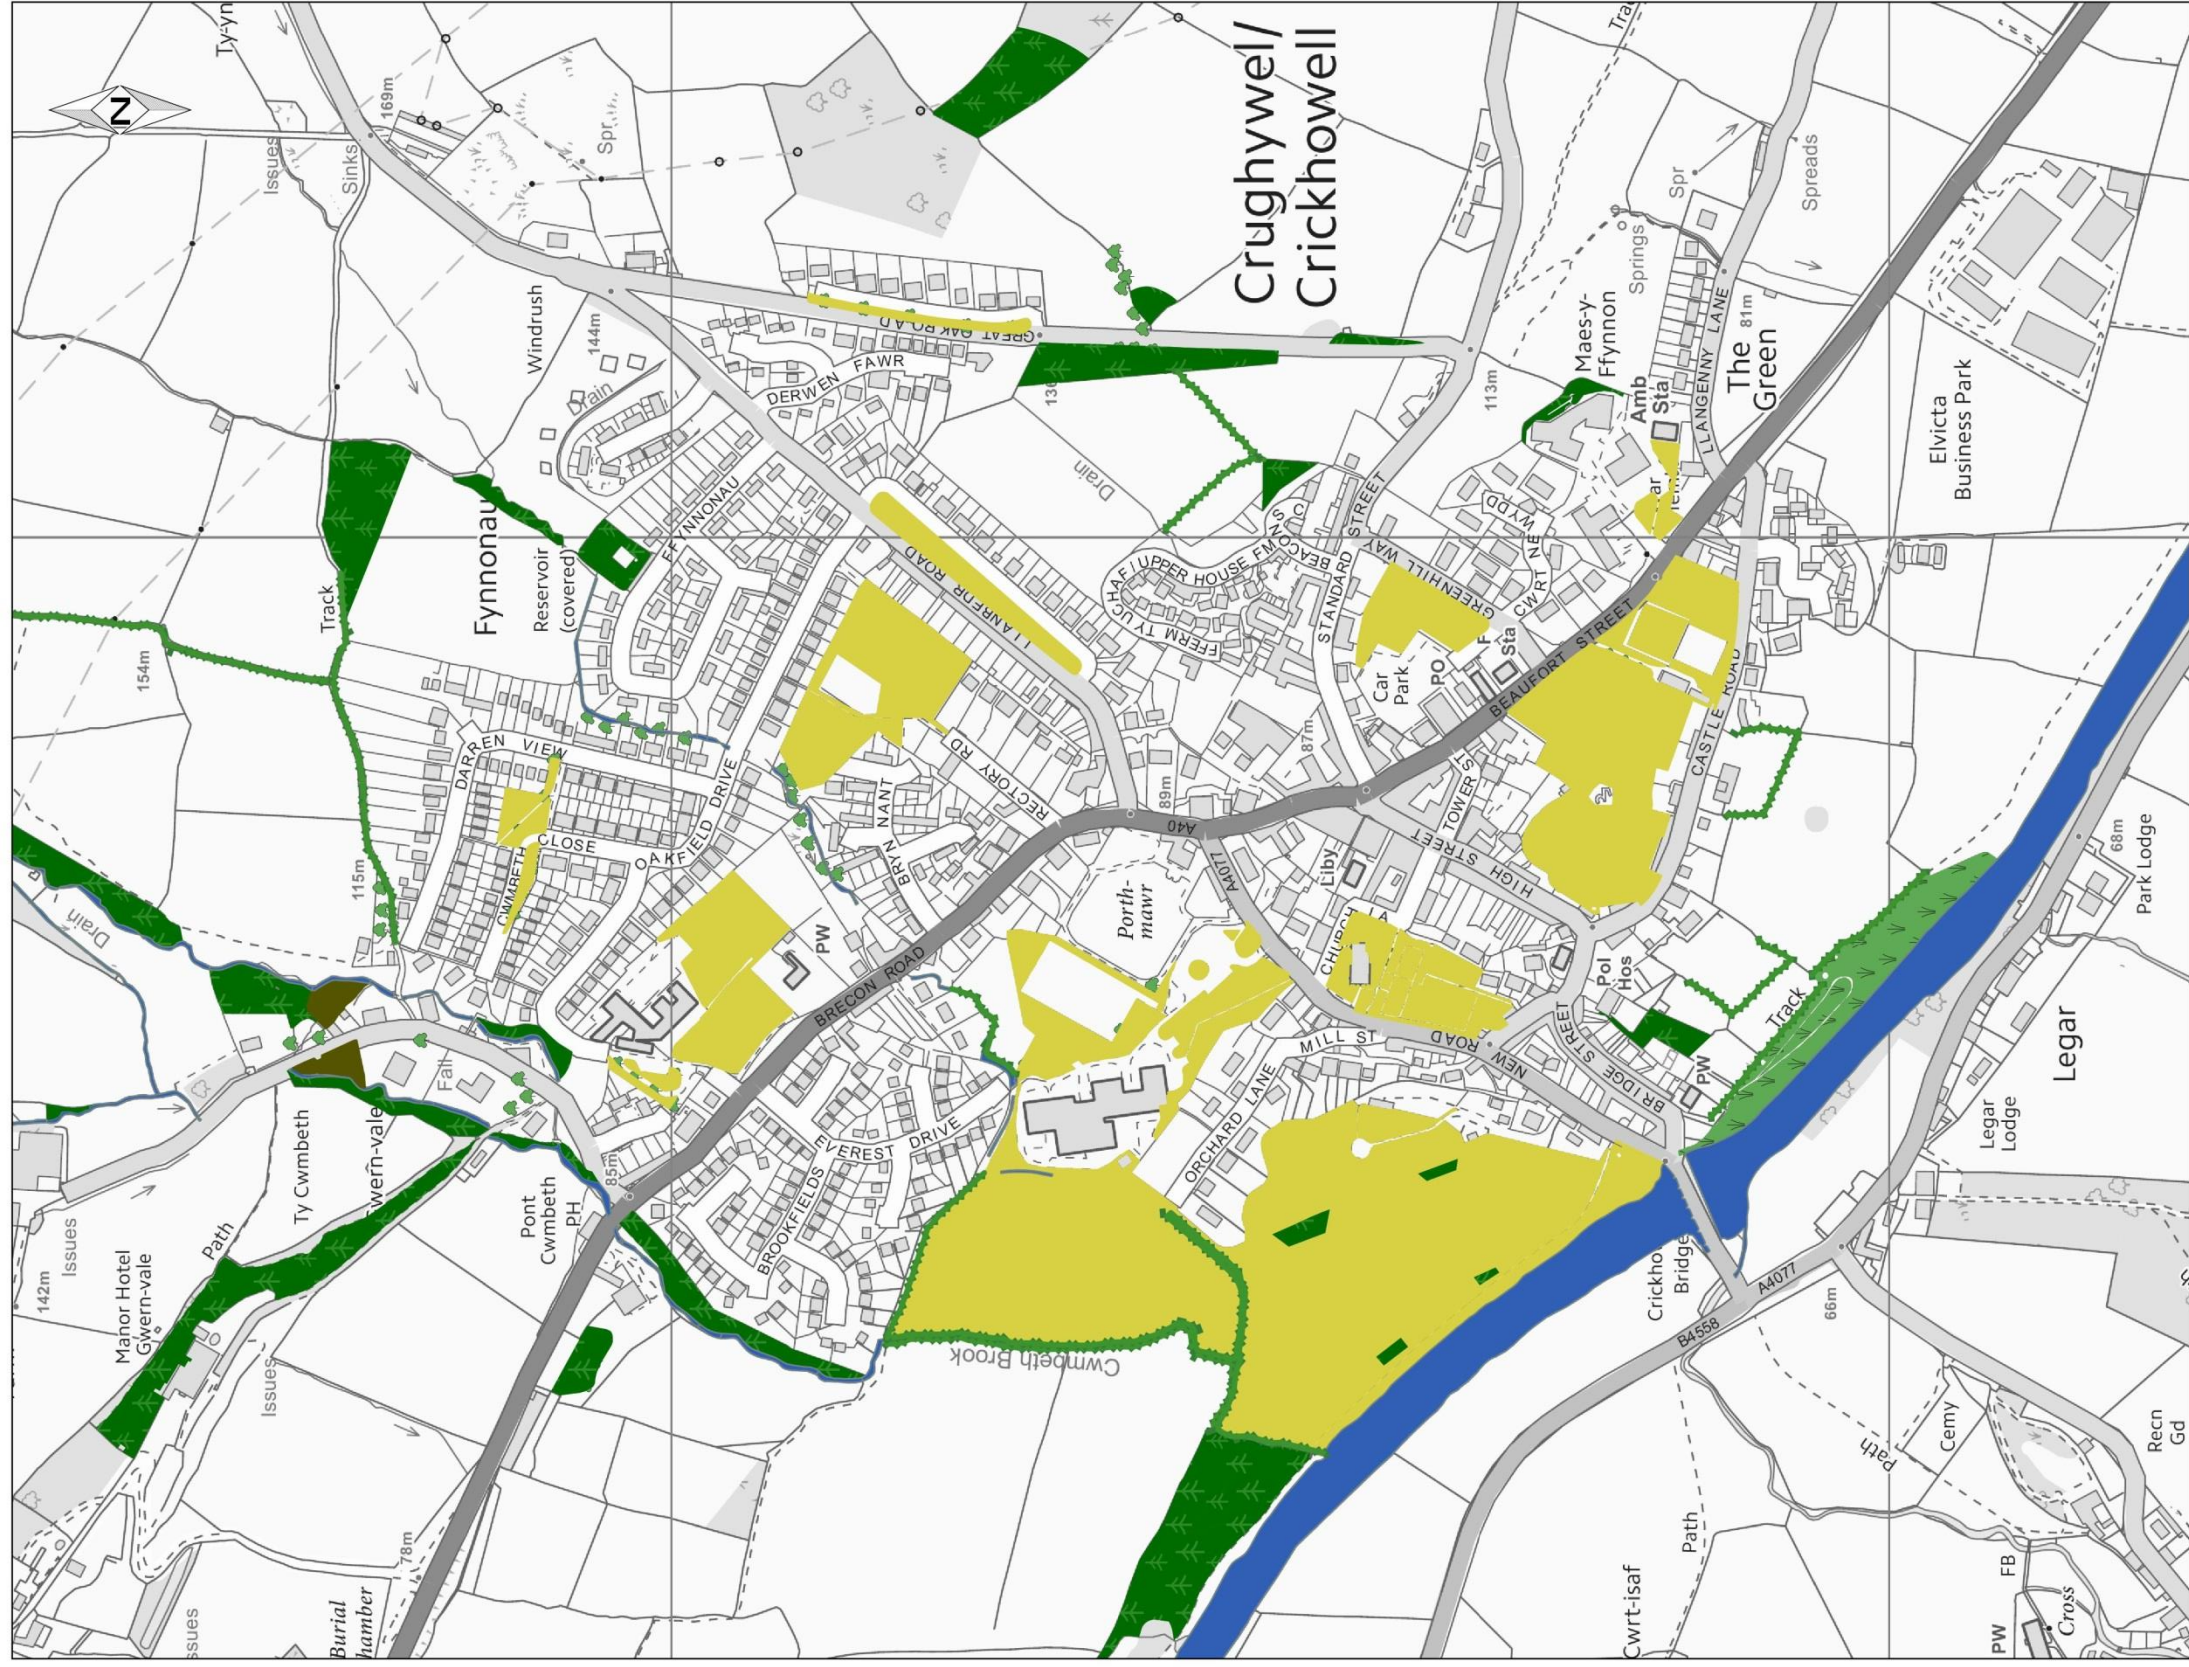 Issues
142m
Issues
Drain
Manor Hotel
Gwern-vale
154m
Path
Ty-yn
N
Issues
Issues
Ty Cwmbeth
Track
Sinks
Burial
115m
169m
Gwern-vale
78m
Fall
DARREN VIEW
Fynnonau
CWMBETH
CLOSE
Pont
Cwmbeth
PH
Reservoir
(covered)
Windrush
Drain
144m
Spr
85m
OAKFIELD DRIVE
FFYNNONAU
BROOKFIELDS
EVEREST DRIVE
PW
DERWEN FAWR
BRECON ROAD
BRYN NANT
LLANBEDR ROAD
GREAT OAK ROAD
RECTORY RD
Cwmbeth Brook
Drain
Porth-
mawr
89m
A40
FFERM TY UCHAF / UPPER HOUSE FM
A4077
ORCHARD LANE
Crughywel/
Crickhowell
87m
STANDARD STREET
Liby
CHURCH LA
MILL ST
Car
Park
GREENHILL WAY
HIGH STREET
TOWER ST
PO
NEW ROAD
Sta
BEAUFORT STREET
CWRT NEWYDD
113m
Maes-y-
Ffynnon
Springs
Pol
Hos
BRIDGE STREET
Amb
Sta
Spr
Bridge
PW
Path
Cwrt-isaf
B4558
CASTLE ROAD
LLANGENNY LANE
81m
The
Green
A4077
Track
Spreads
66m
Path
Legar
Lodge
Elvicta
Business Park
Cemy
FB
PW
Cross
Legar
68m
Park Lodge
Recn
Gd